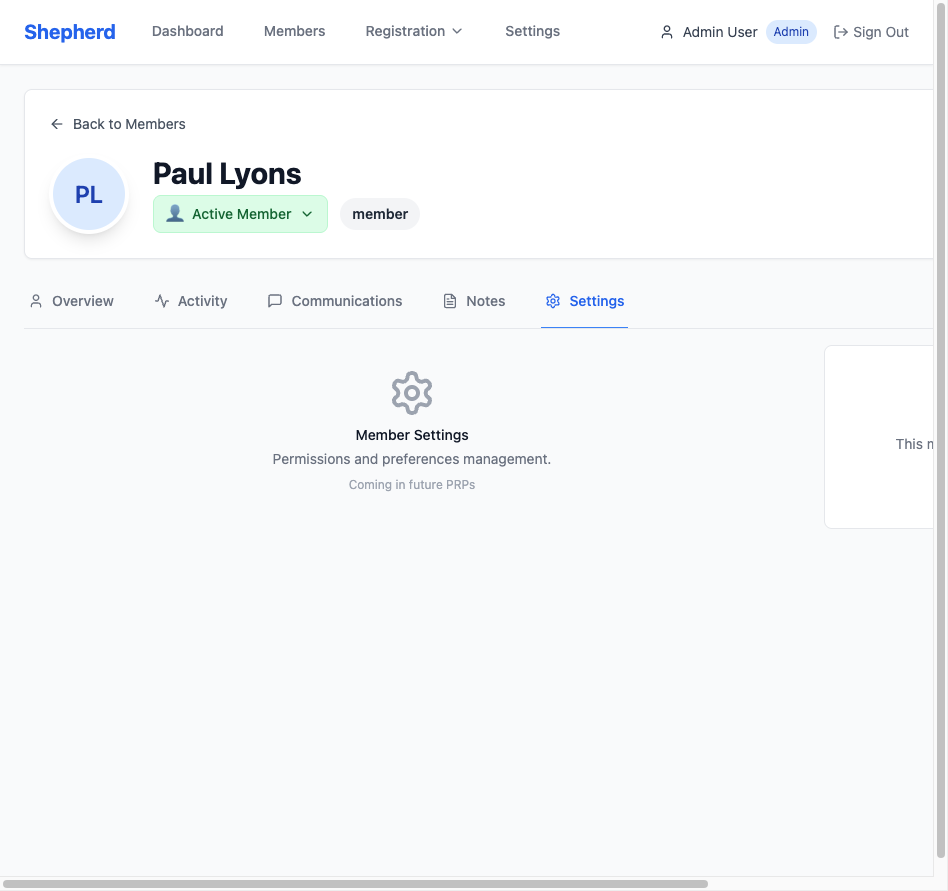 Shepherd
Dashboard
Members
Registration
Settings
Admin User
Admin
Sign Out
Back to Members
PL
Paul Lyons
Active Member
member
Overview
Activity
Communications
Notes
Settings
Member Settings
Permissions and preferences management.
Coming in future PRPs
This